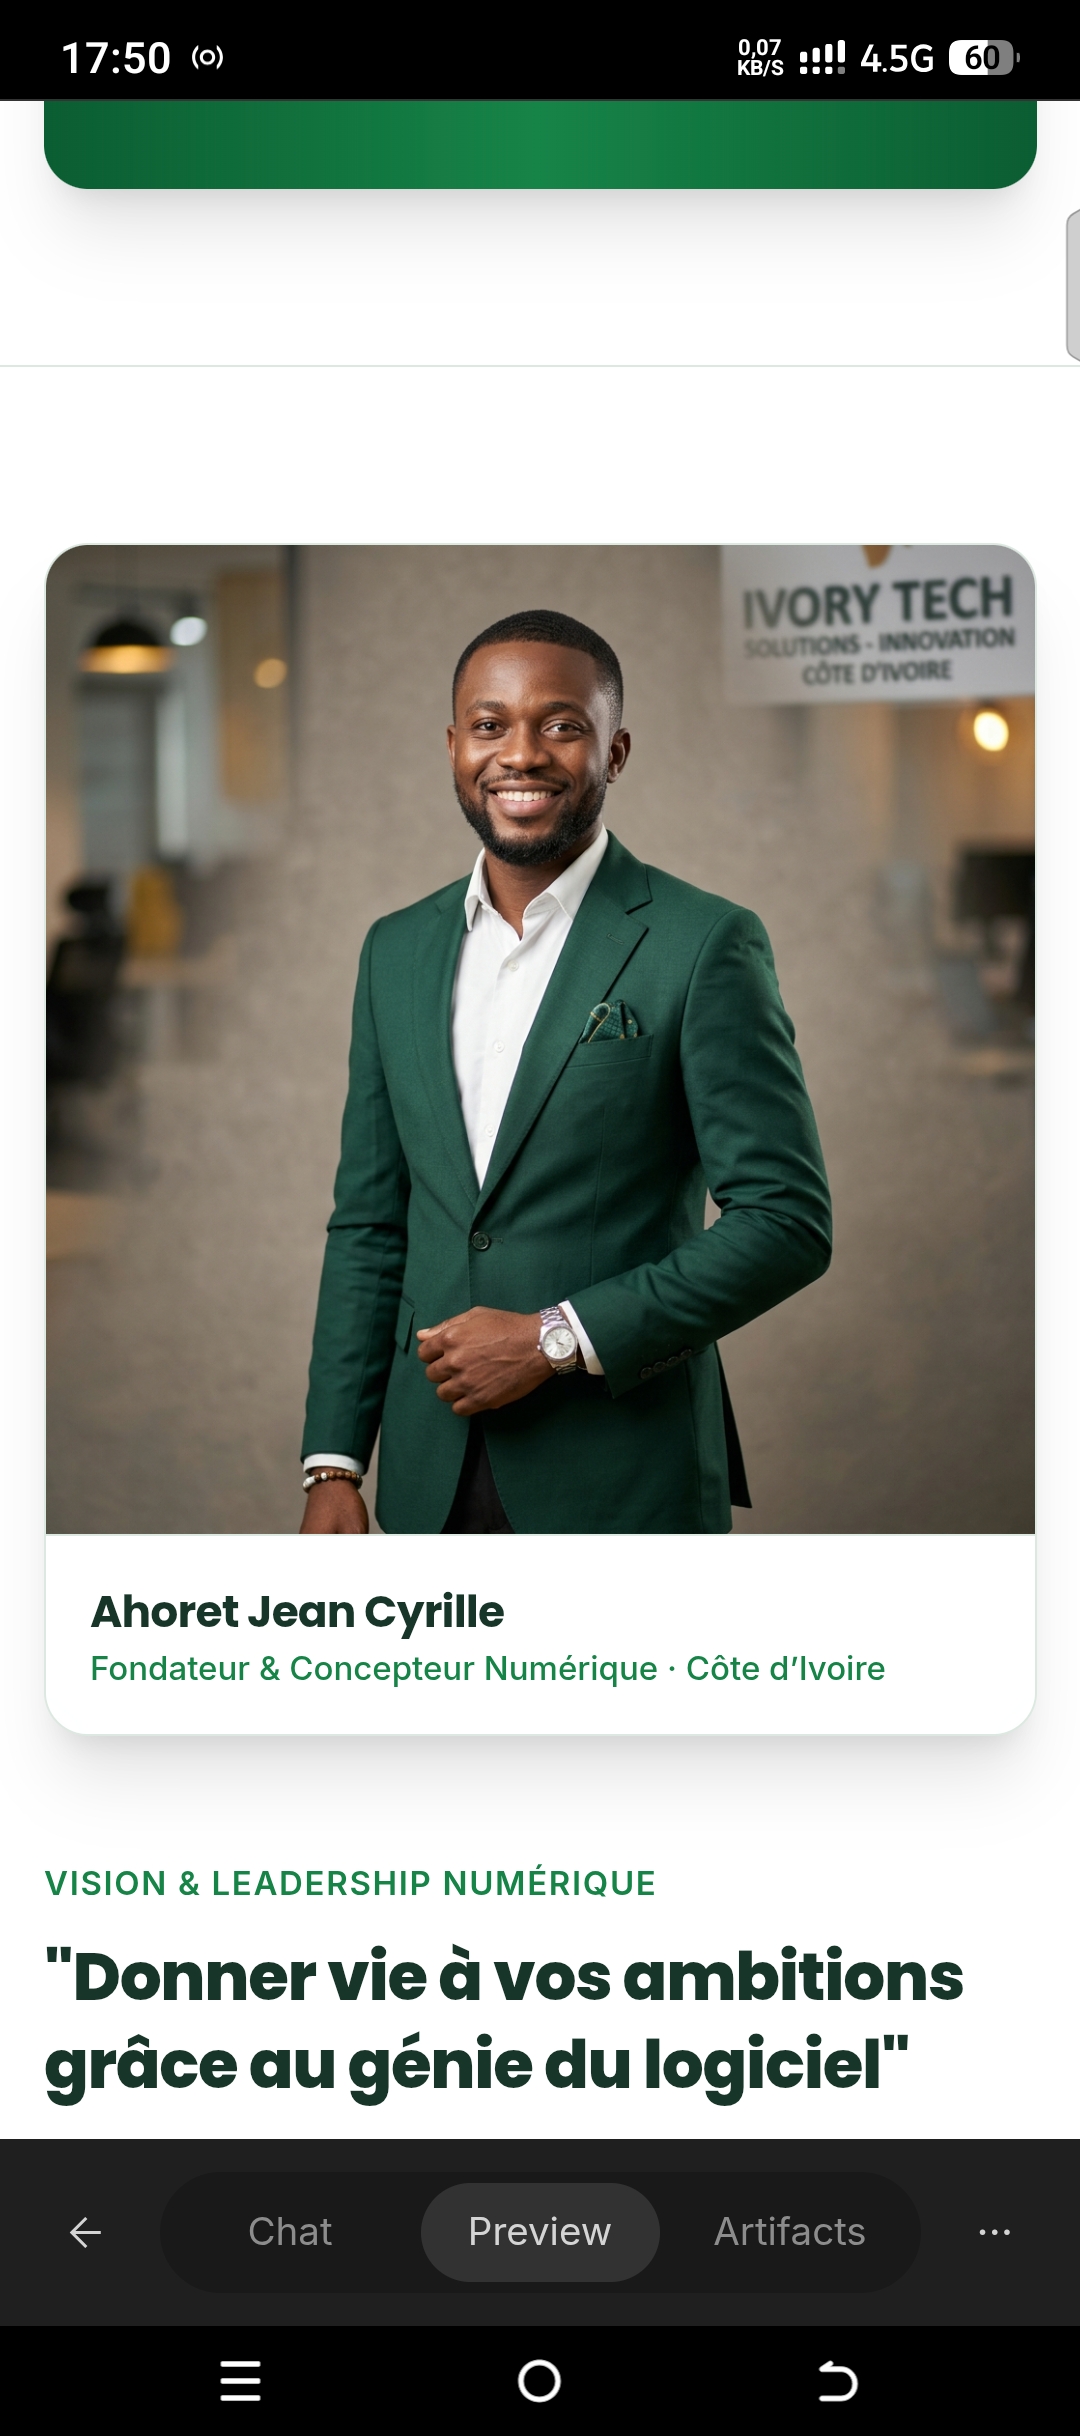 17:50
0,07
KB/S
4.5G
60
IVORY TECH
SOLUTIONS - INNOVATION
CÔTE D'IVOIRE
Ahoret Jean Cyrille
Fondateur & Concepteur Numérique · Côte d’Ivoire
VISION & LEADERSHIP NUMÉRIQUE
"Donner vie à vos ambitions
grâce au génie du logiciel"
Chat
Preview
Artifacts